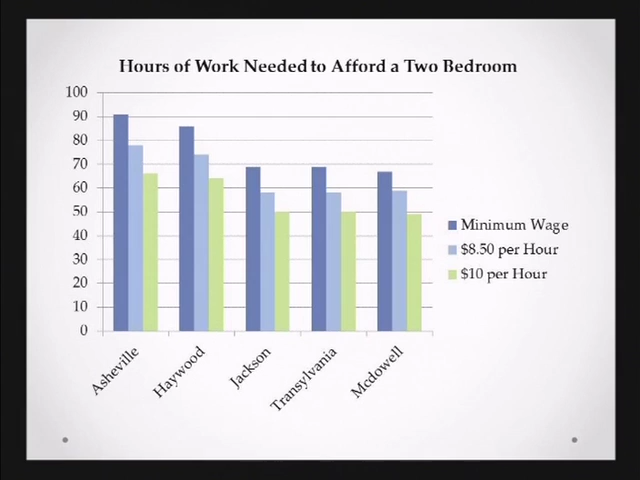 Hours of Work Needed to Afford a Two Bedroom
100
90
80
70
60
50
40
30
20
10
0
Asheville
Haywood
Jackson
Transylvania
Mcdowell
Minimum Wage
$8.50 per Hour
$10 per Hour